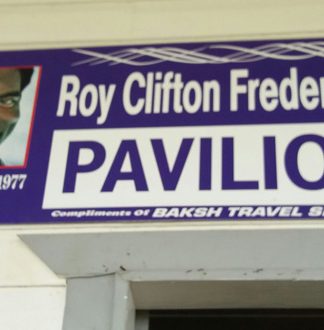 Roy Clifton Freder
PAVILIO
1977
Compliments Of BAKSH TRAVEL S